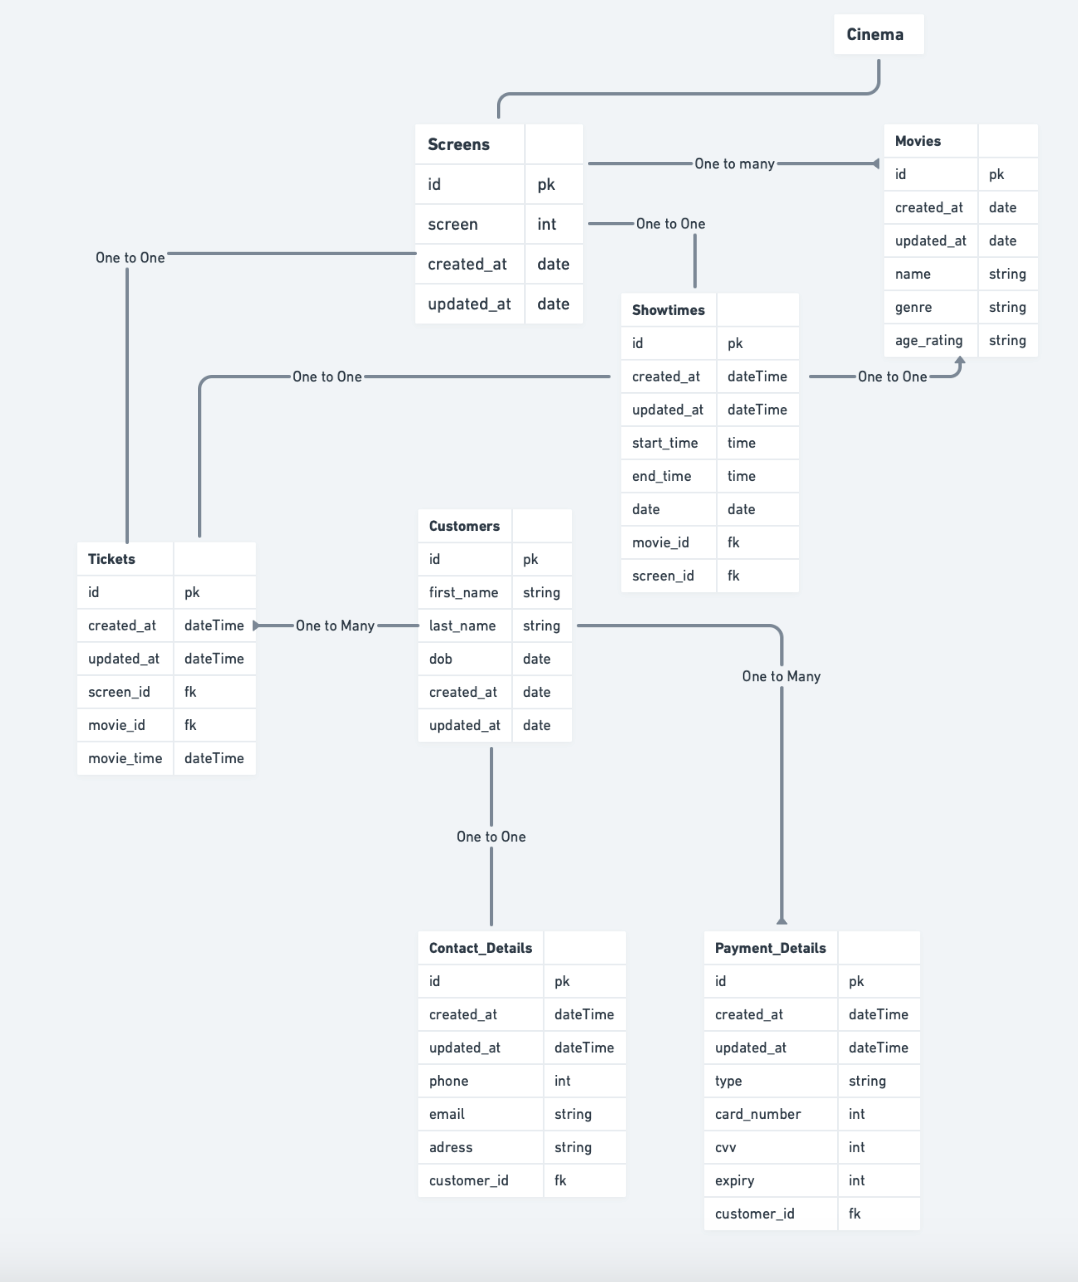 Cinema
Screens
id pk
screen int
created_at date
updated_at date
One to many
Movies
id pk
created_at date
updated_at date
name string
genre string
age_rating string
One to One
One to One
Showtimes
id pk
created_at dateTime
updated_at dateTime
start_time time
end_time time
date date
movie_id fk
screen_id fk
One to One
One to One
Tickets
id pk
created_at dateTime
updated_at dateTime
screen_id fk
movie_id fk
movie_time dateTime
One to Many
Customers
id pk
first_name string
last_name string
dob date
created_at date
updated_at date
One to Many
One to One
Contact_Details
id pk
created_at dateTime
updated_at dateTime
phone int
email string
adress string
customer_id fk
Payment_Details
id pk
created_at dateTime
updated_at dateTime
type string
card_number int
cvv int
expiry int
customer_id fk